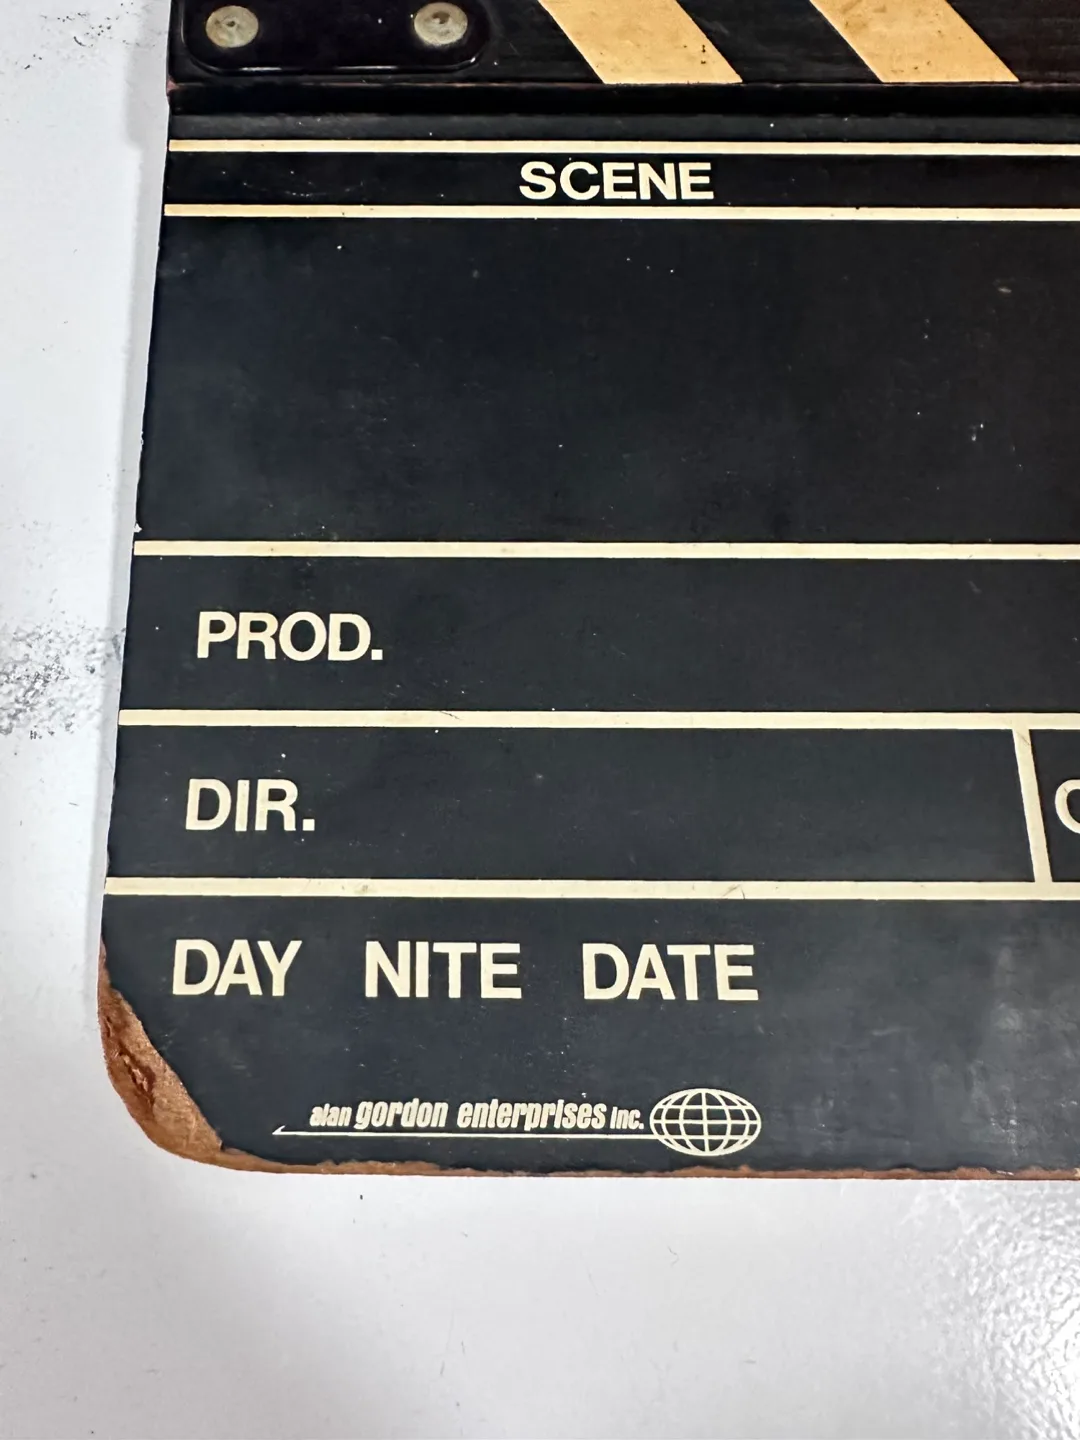 SCENE
PROD.
DIR.
DAY NITE DATE
alan gordon enterprises inc.